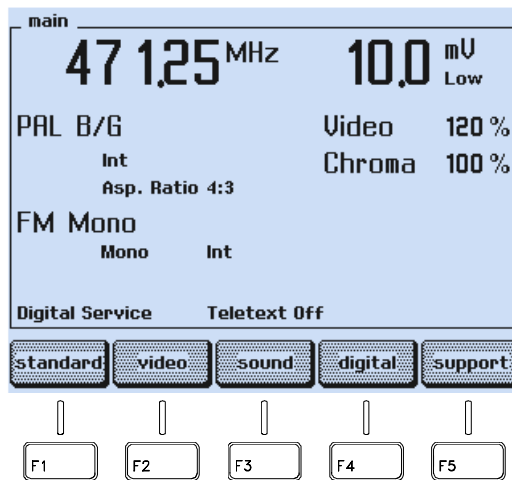 main
471,25 MHz 10,0 mV
Low
PAL B/G Video 120 %
Int Chroma 100 %
Asp. Ratio 4:3
FM Mono
Mono Int
Digital Service Teletext Off
standard video sound digital support
F1 F2 F3 F4 F5